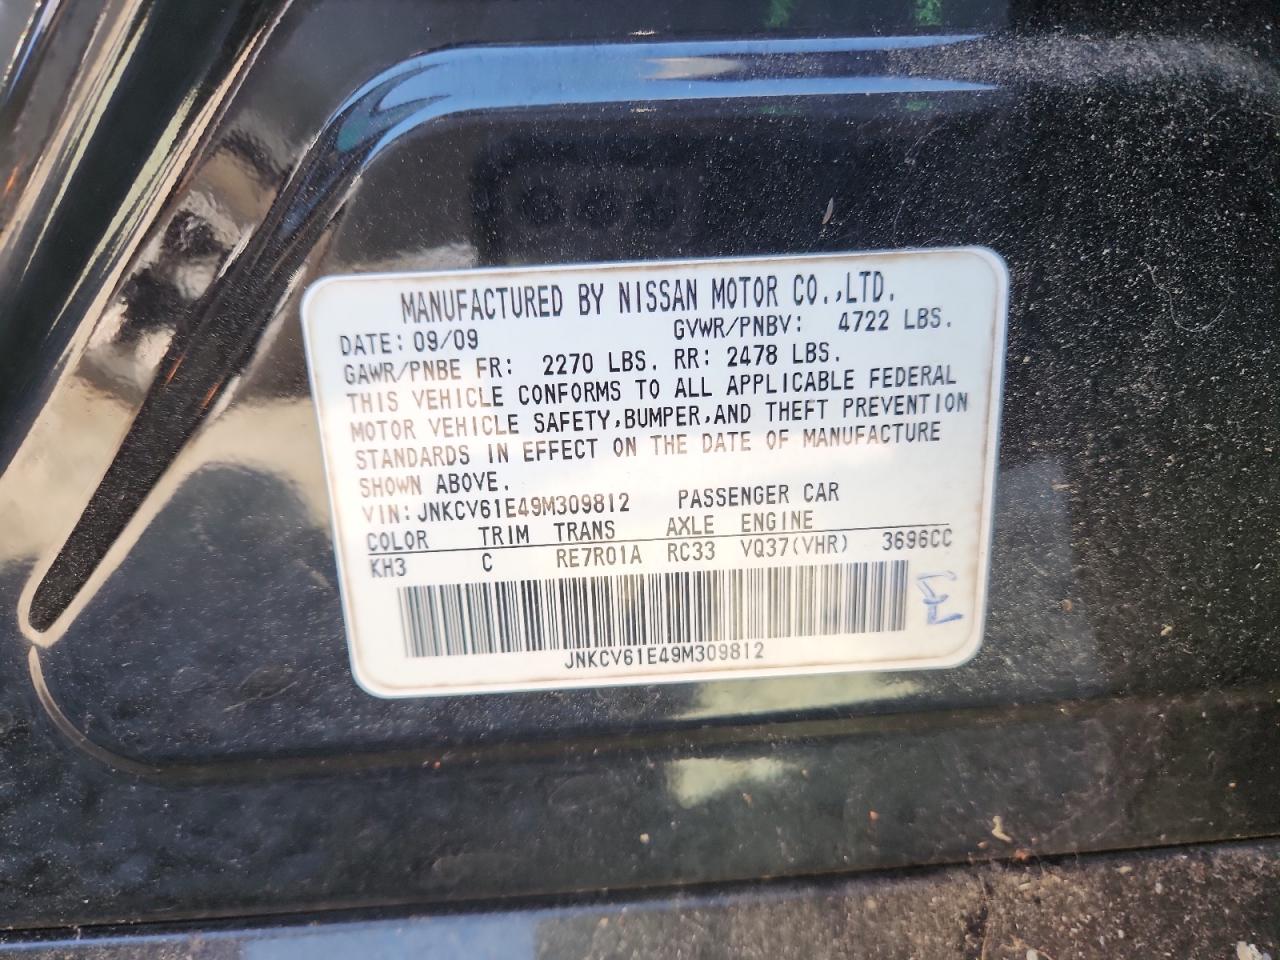 MANUFACTURED BY NISSAN MOTOR CO.,LTD.
DATE: 09/09 GVWR/PNBV: 4722 LBS.
GAWR/PNBE FR: 2270 LBS. RR: 2478 LBS.
THIS VEHICLE CONFORMS TO ALL APPLICABLE FEDERAL
MOTOR VEHICLE SAFETY,BUMPER,AND THEFT PREVENTION
STANDARDS IN EFFECT ON THE DATE OF MANUFACTURE
SHOWN ABOVE.
VIN: JNKCV61E49M309812 PASSENGER CAR
COLOR TRIM TRANS AXLE ENGINE
KH3 C RE7R01A RC33 VQ37(VHR) 3696CC
JNKCV61E49M309812